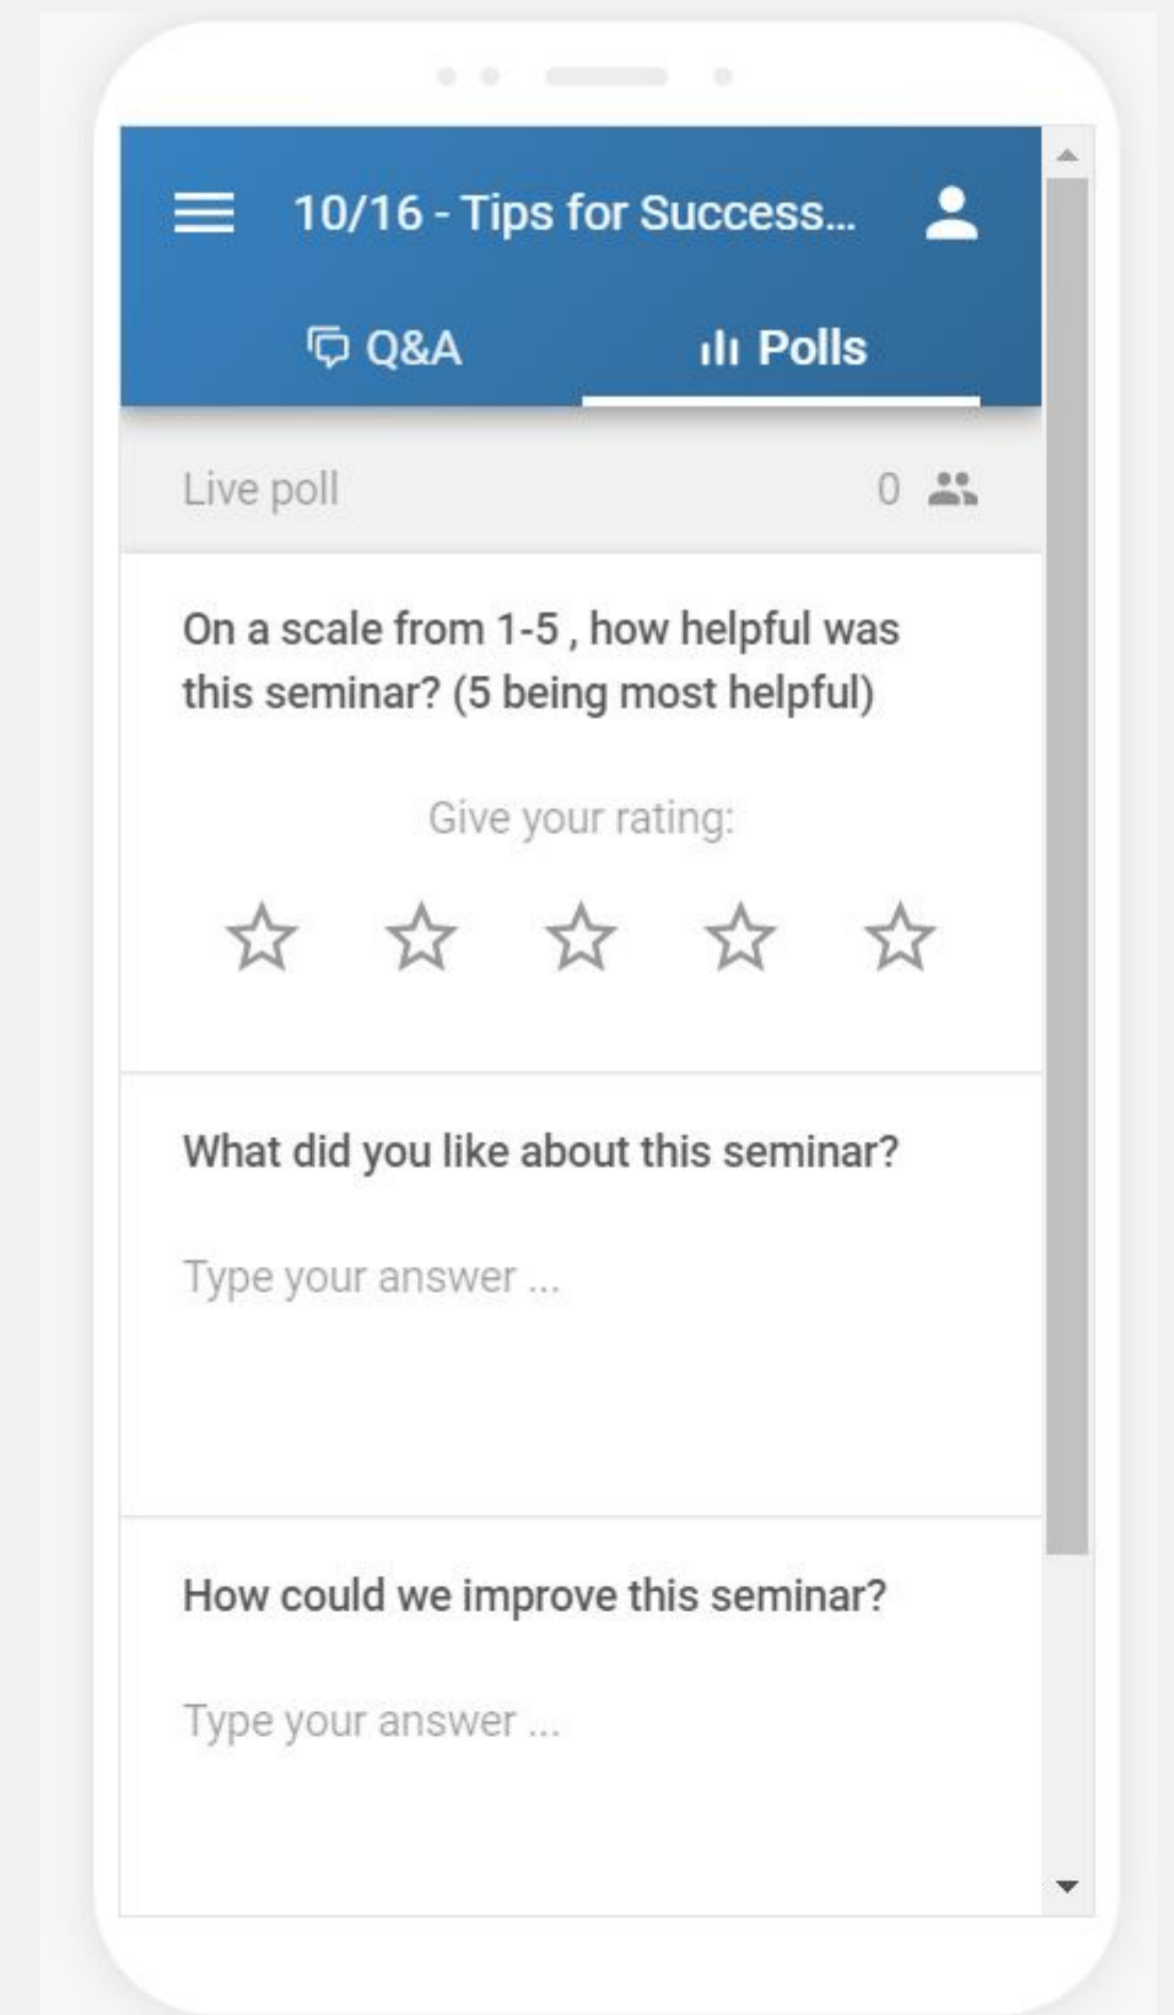 10/16 - Tips for Success...
Q&A
Polls
Live poll
0
On a scale from 1-5 , how helpful was
this seminar? (5 being most helpful)
Give your rating:
What did you like about this seminar?
Type your answer ...
How could we improve this seminar?
Type your answer ...